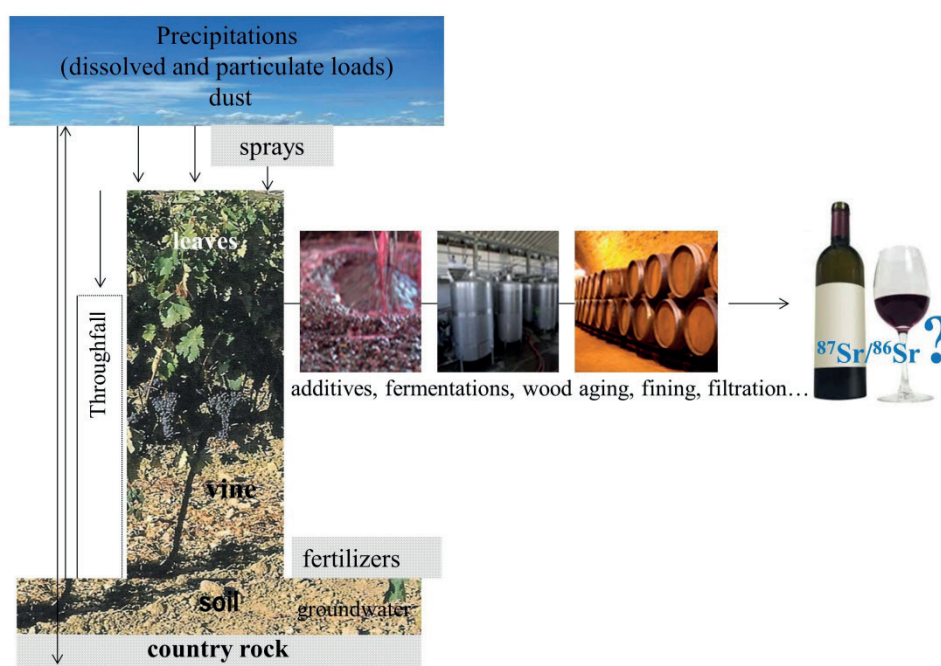 Precipitations
(dissolved and particulate loads)
dust
sprays
leaves
Throughfall
additives, fermentations, wood aging, fining, filtration…
⁸⁷Sr/⁸⁶Sr ?
vine
fertilizers
soil
groundwater
country rock